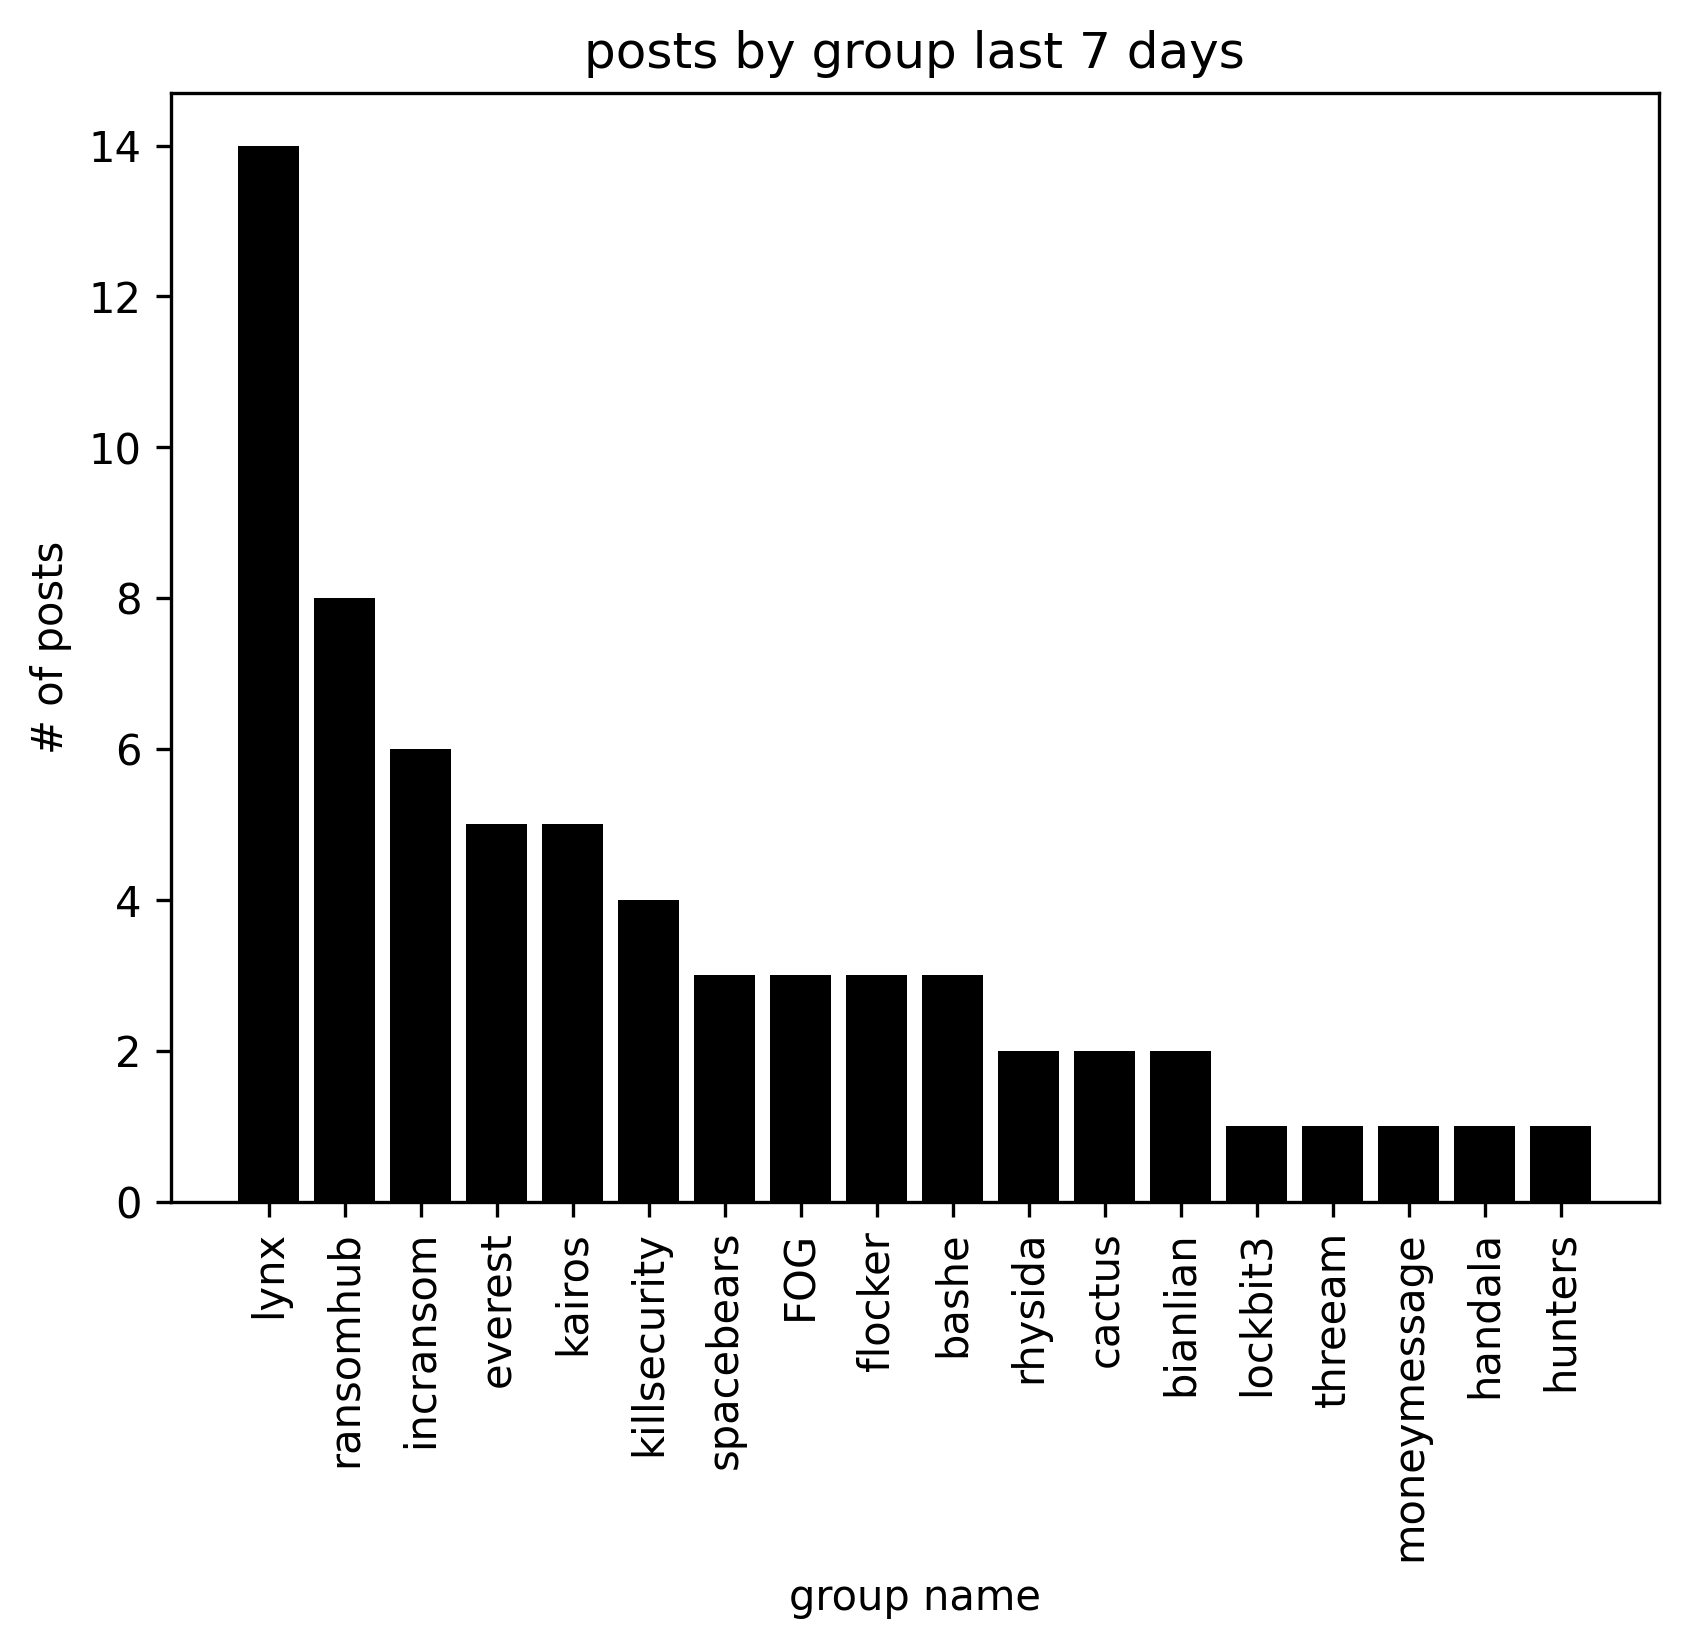 posts by group last 7 days
# of posts
14
12
10
8
6
4
2
0
lynx
ransomhub
incransom
everest
kairos
killsecurity
spacebears
FOG
flocker
bashe
rhysida
cactus
bianlian
lockbit3
threeam
moneymessage
handala
hunters
group name